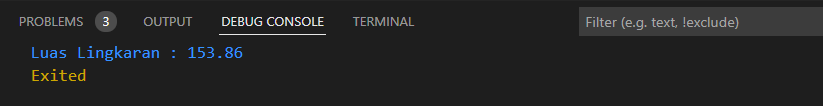 PROBLEMS 3 OUTPUT DEBUG CONSOLE TERMINAL Filter (e.g. text, !exclude)
Luas Lingkaran : 153.86
Exited